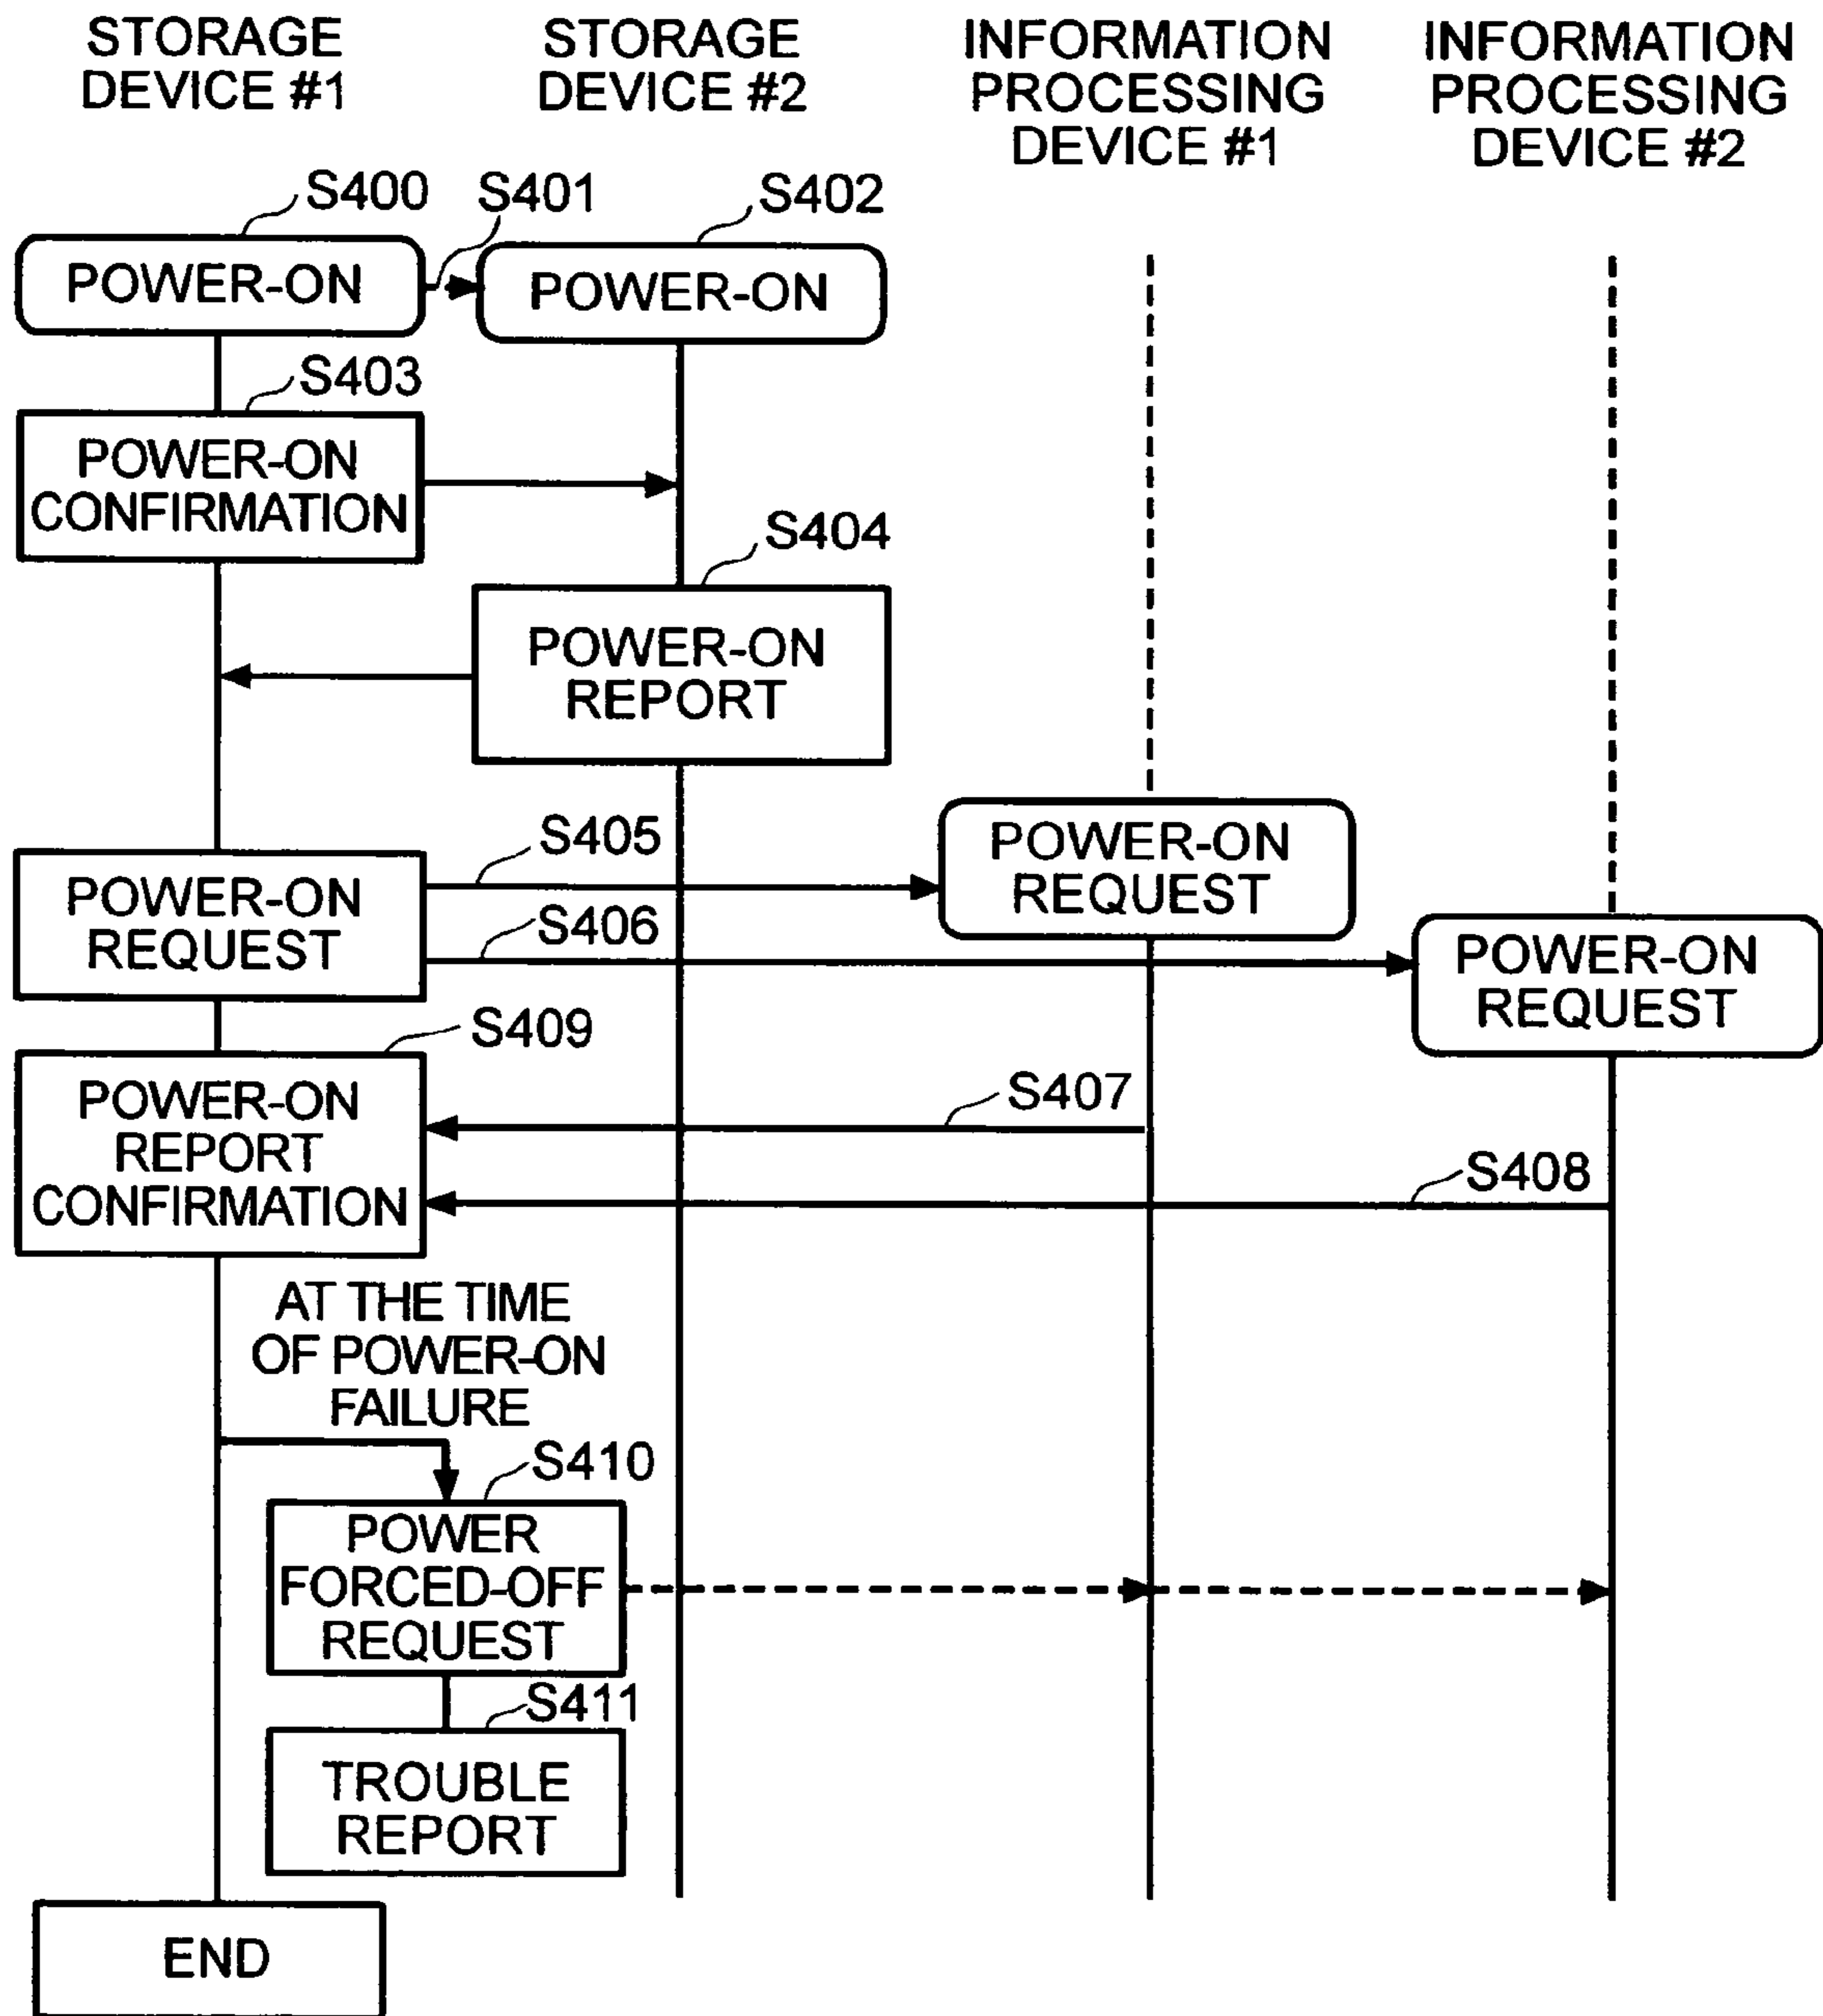 STORAGE
DEVICE #1
STORAGE
DEVICE #2
INFORMATION
PROCESSING
DEVICE #1
INFORMATION
PROCESSING
DEVICE #2
S400
S401
S402
POWER-ON
POWER-ON
S403
POWER-ON
CONFIRMATION
S404
POWER-ON
REPORT
S405
POWER-ON
REQUEST
POWER-ON
REQUEST
S406
POWER-ON
REQUEST
S409
POWER-ON
REPORT
CONFIRMATION
S407
S408
AT THE TIME
OF POWER-ON
FAILURE
S410
POWER
FORCED-OFF
REQUEST
S411
TROUBLE
REPORT
END